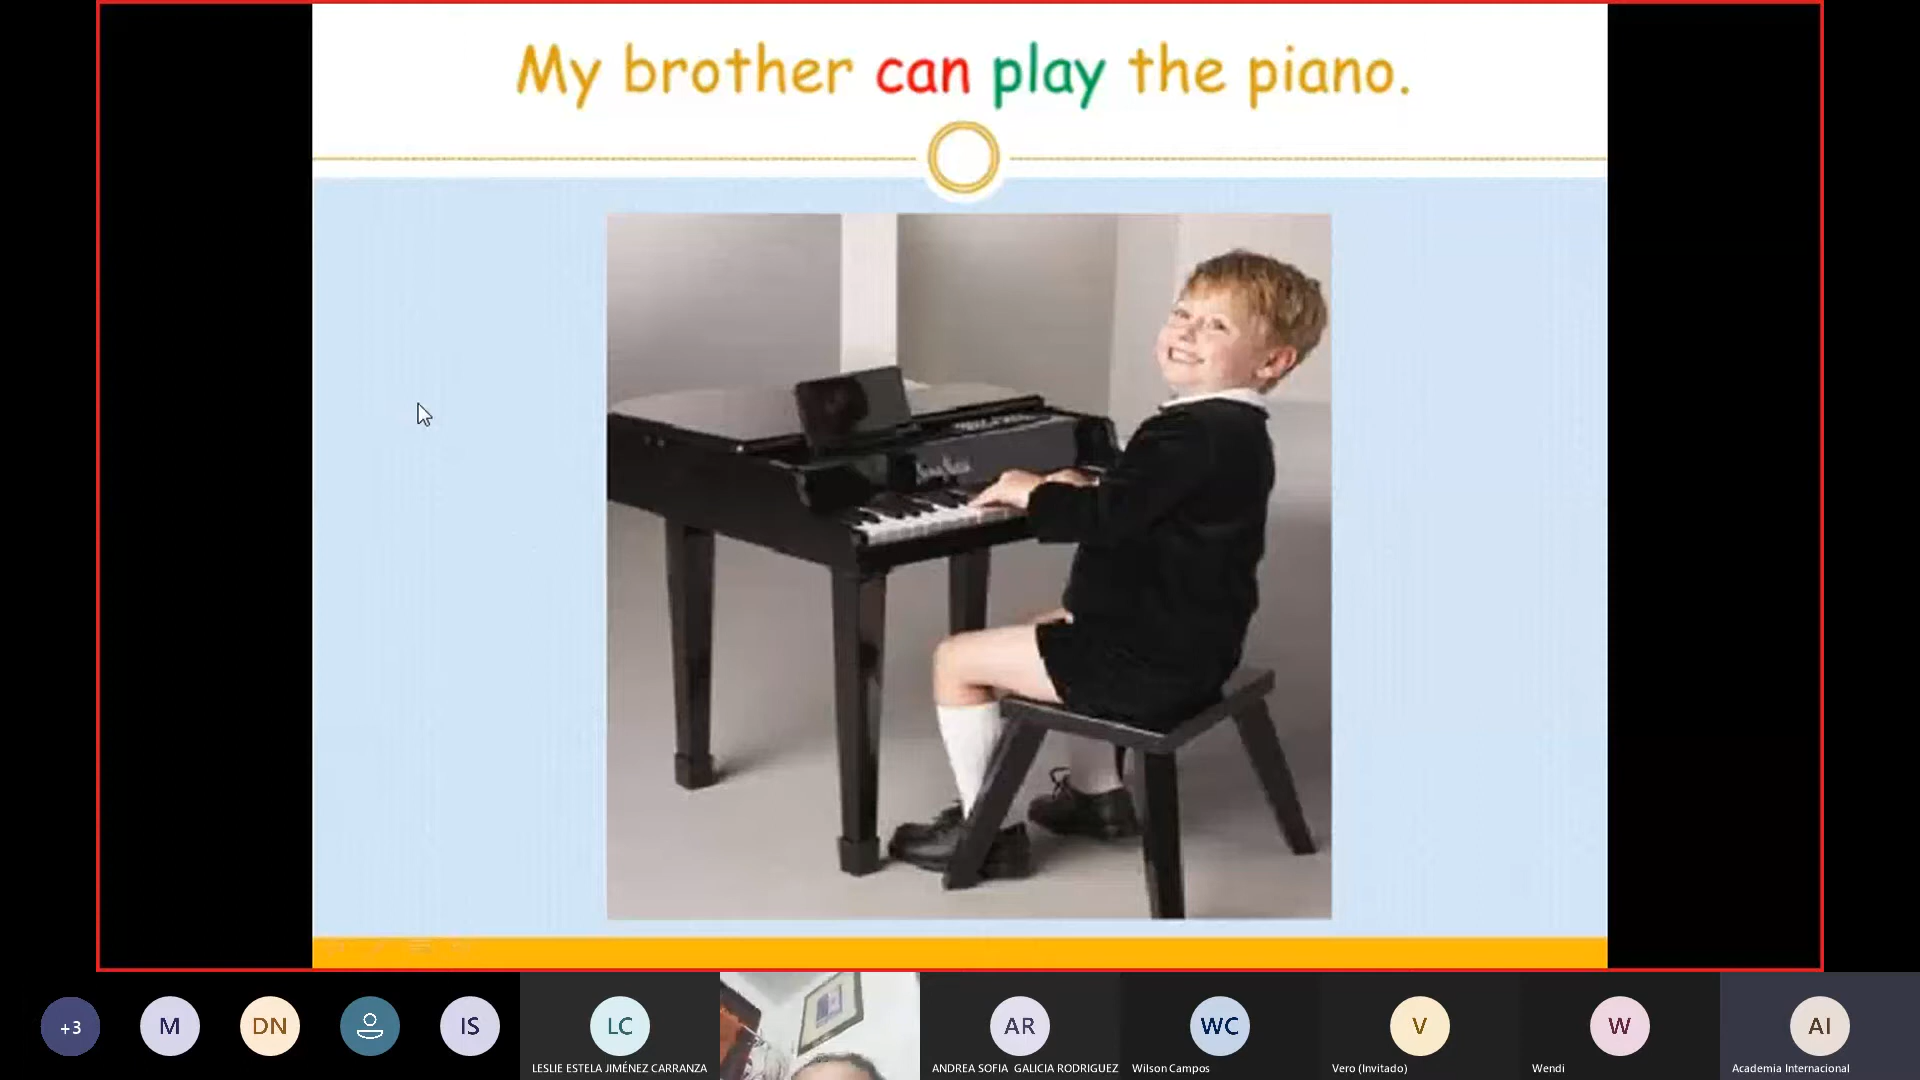 My brother can play the piano.
+3
M
DN
IS
LC
AR
WC
V
W
AI
LESLIE ESTELA JIMÉNEZ CARRANZA
ANDREA SOFIA GALICIA RODRIGUEZ
Wilson Campos
Vero (Invitado)
Wendi
Academia Internacional